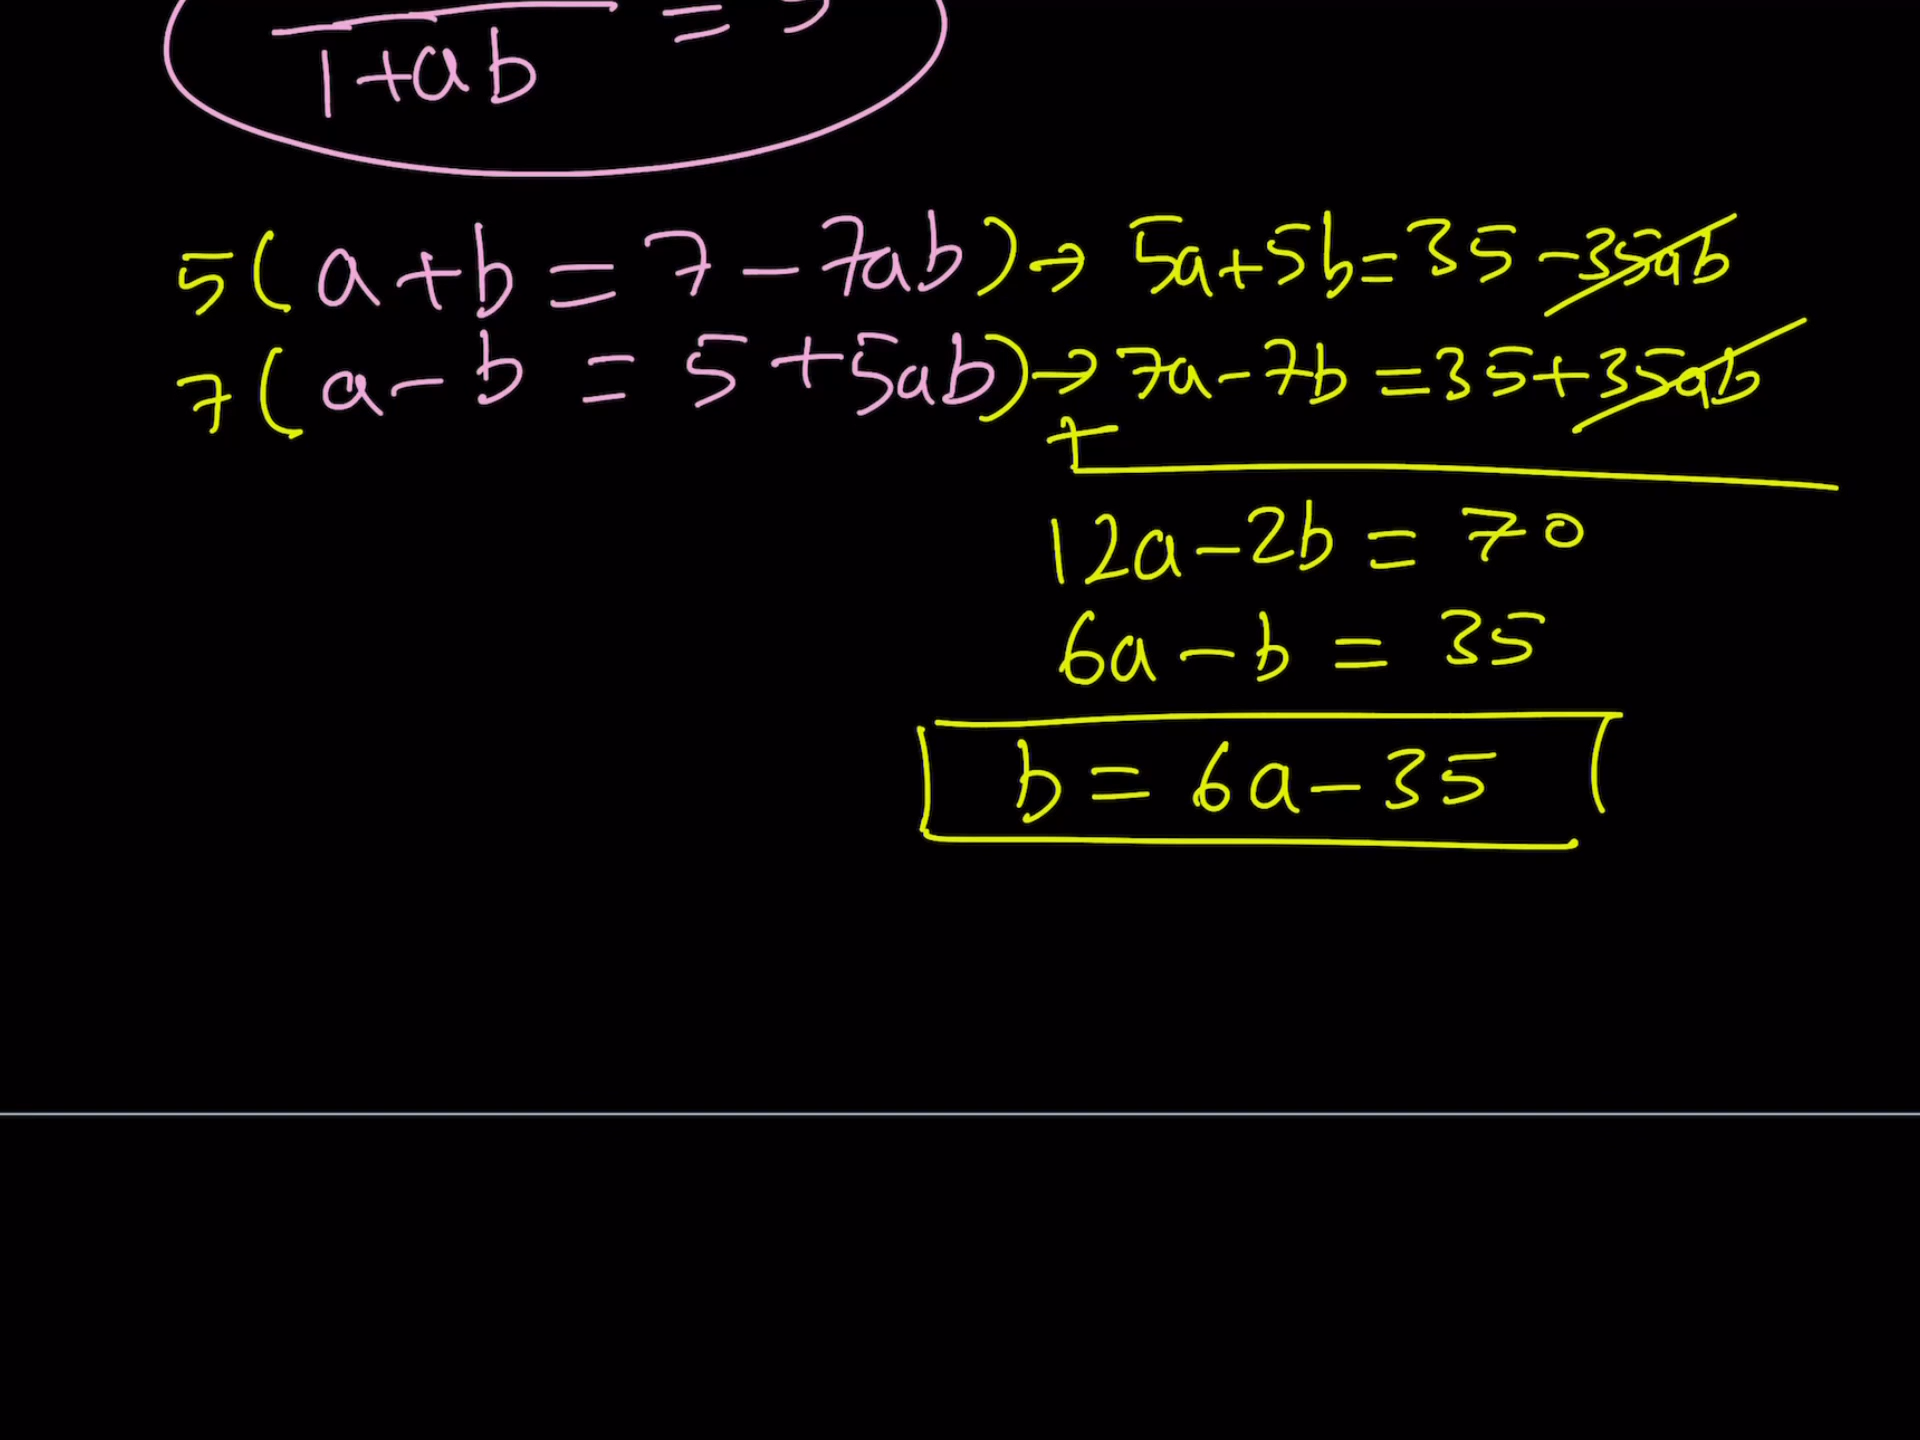 1+ab =
5(a+b = 7-7ab) → 5a+5b=35-35ab
7(a-b = 5+5ab) → 7a-7b=35+35ab
+
12a-2b = 70
6a-b = 35
b = 6a-35